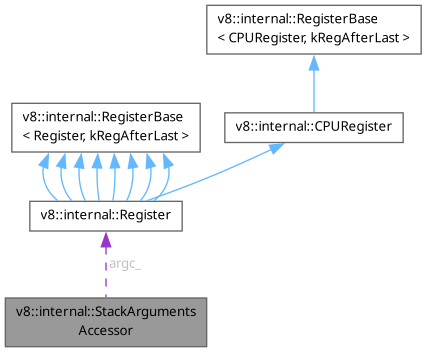 v8::internal::RegisterBase
< CPURegister, kRegAfterLast >
v8::internal::RegisterBase
< Register, kRegAfterLast >
v8::internal::CPURegister
v8::internal::Register
argc_
v8::internal::StackArguments
Accessor